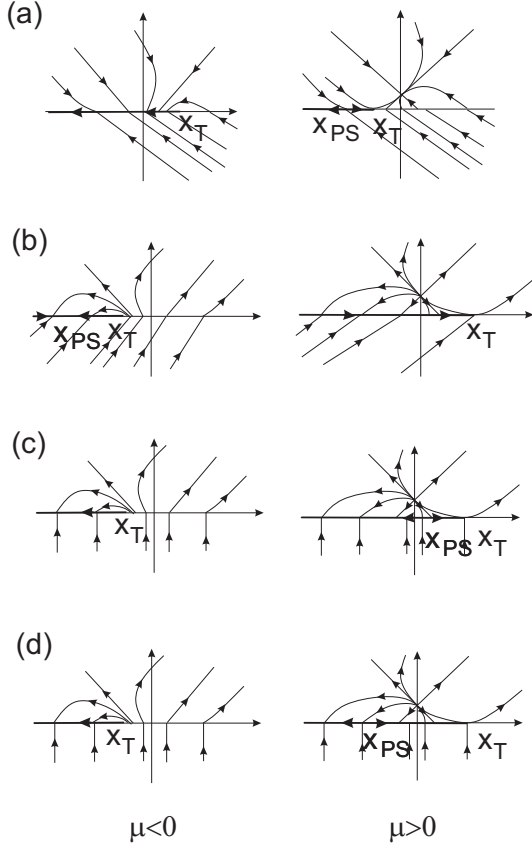 (a)
X_T
X_PS X_T
(b)
X_PS X_T
X_T
(c)
X_T
X_PS X_T
(d)
X_T
X_PS X_T
μ<0 μ>0